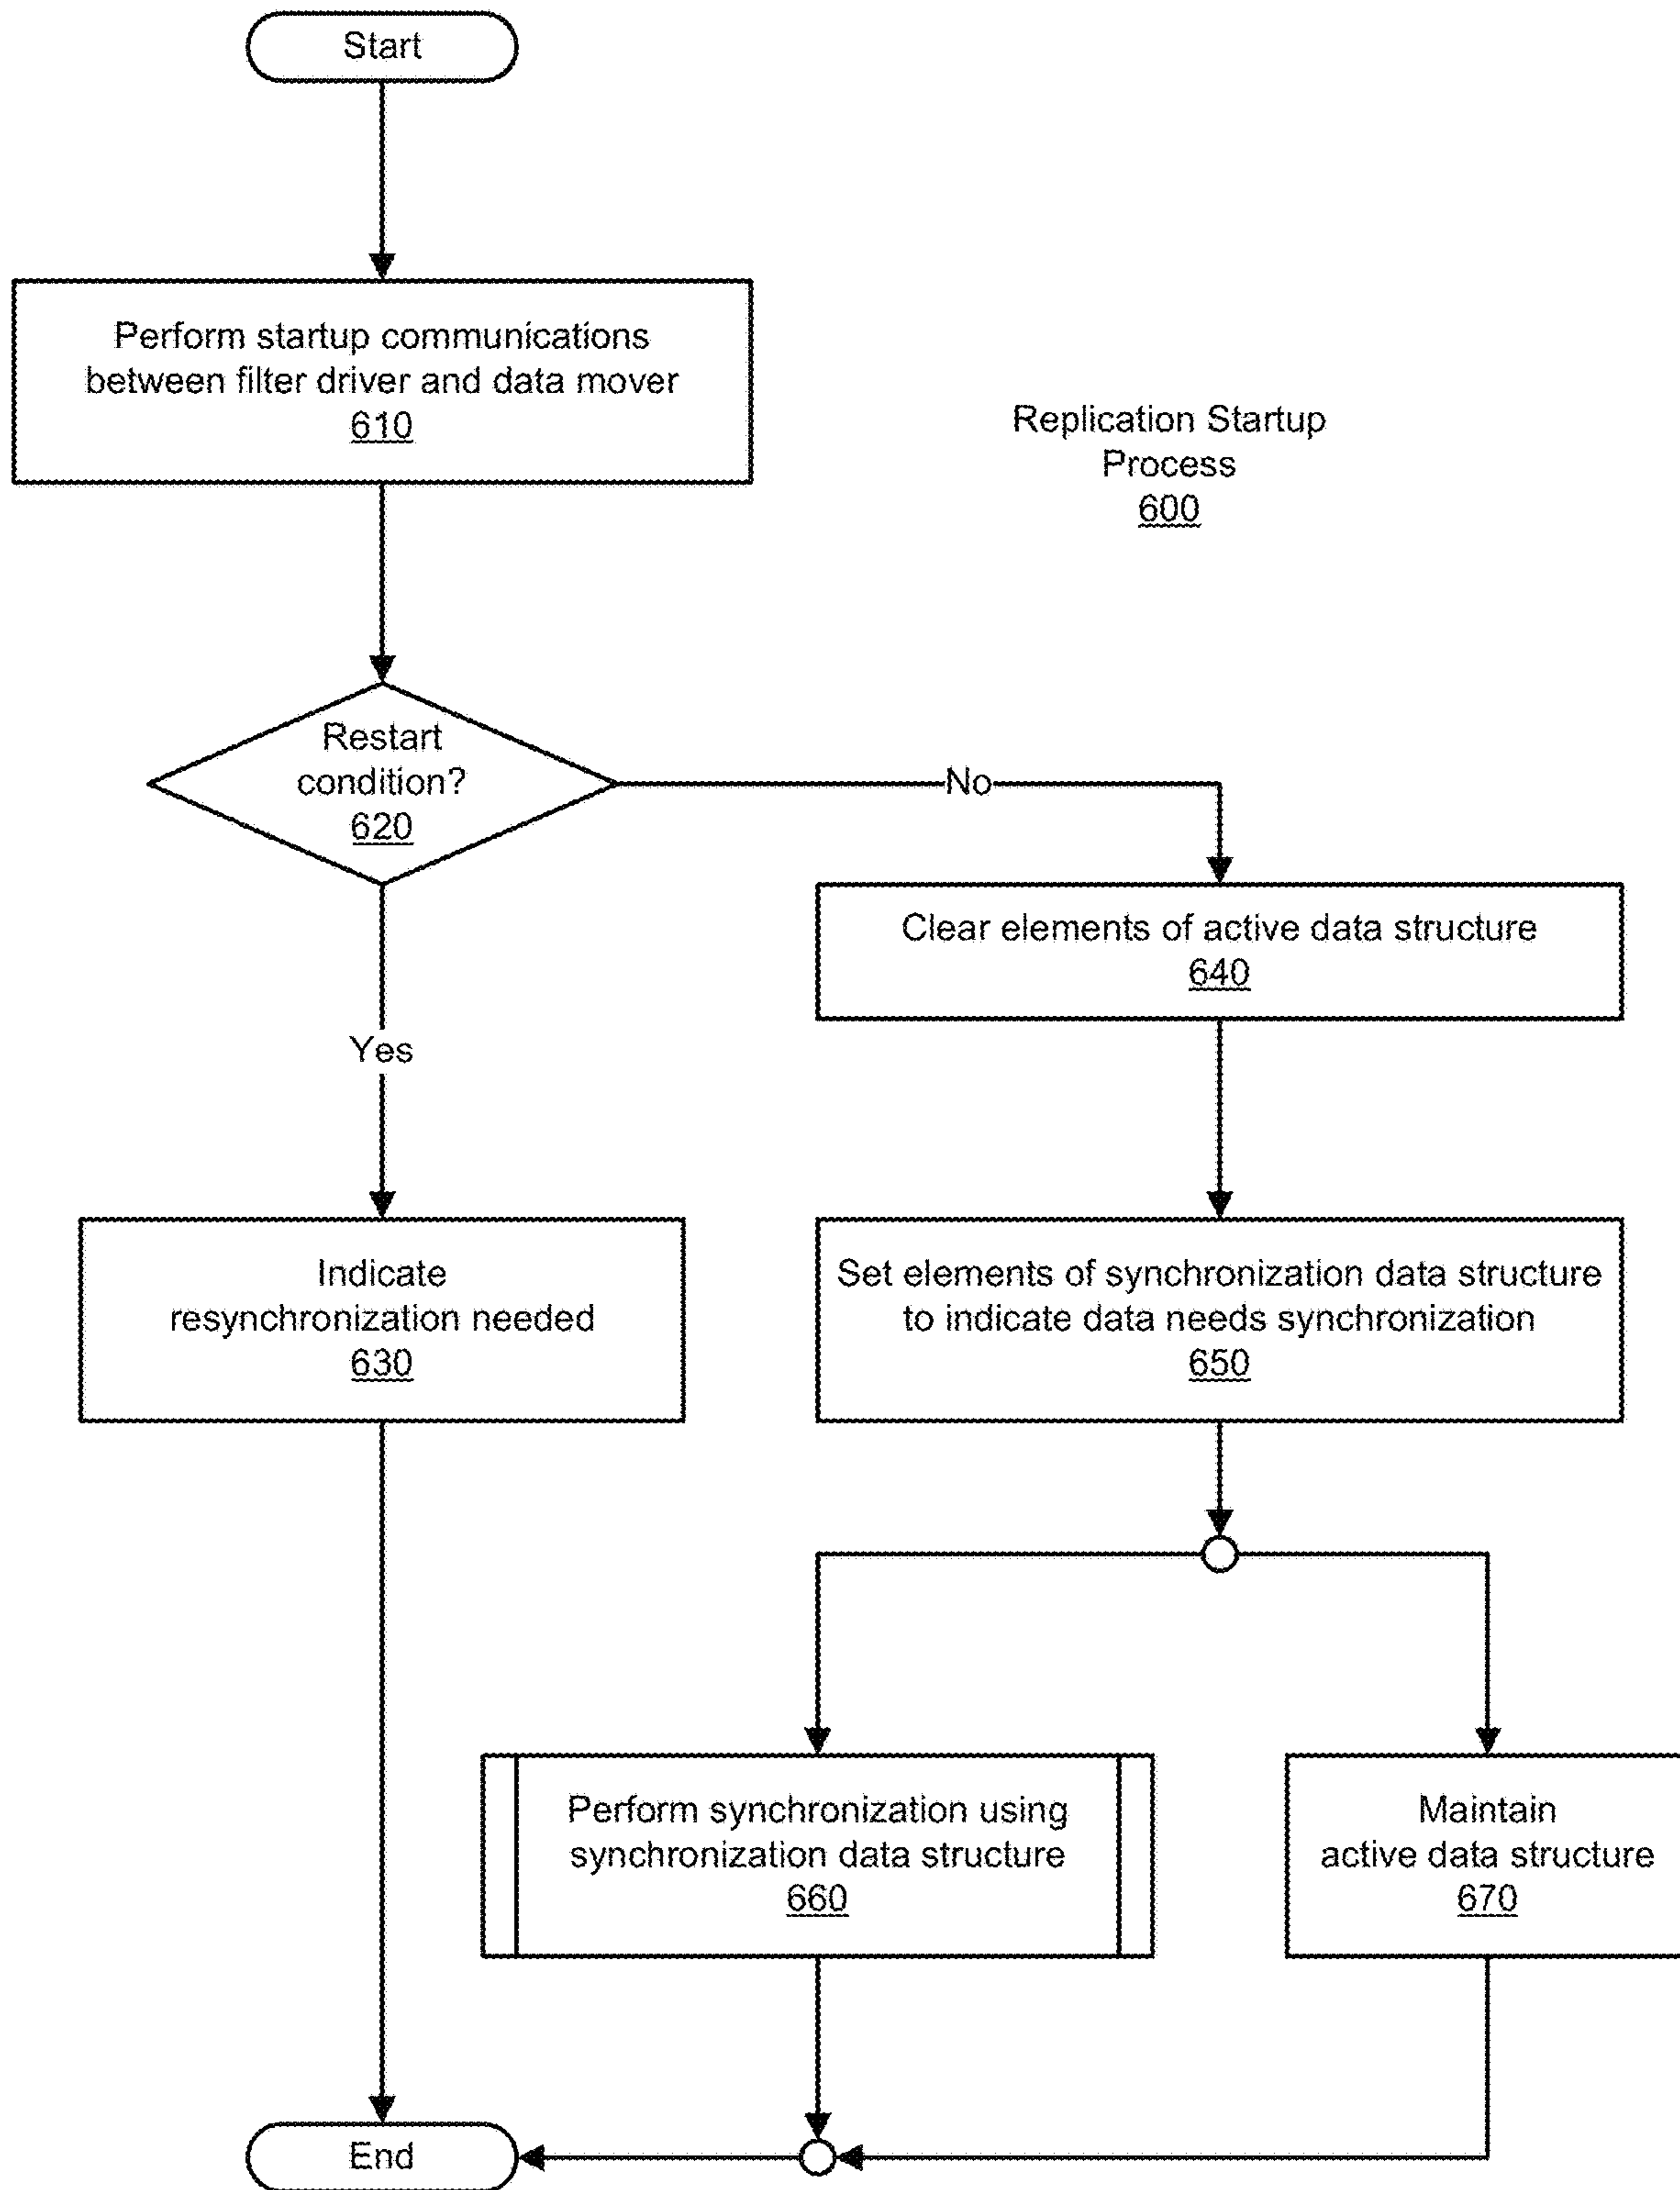 Start
Perform startup communications
between filter driver and data mover
610
Replication Startup
Process
600
Restart
condition?
620
No
Clear elements of active data structure
640
Yes
Indicate
resynchronization needed
630
Set elements of synchronization data structure
to indicate data needs synchronization
650
Perform synchronization using
synchronization data structure
660
Maintain
active data structure
670
End